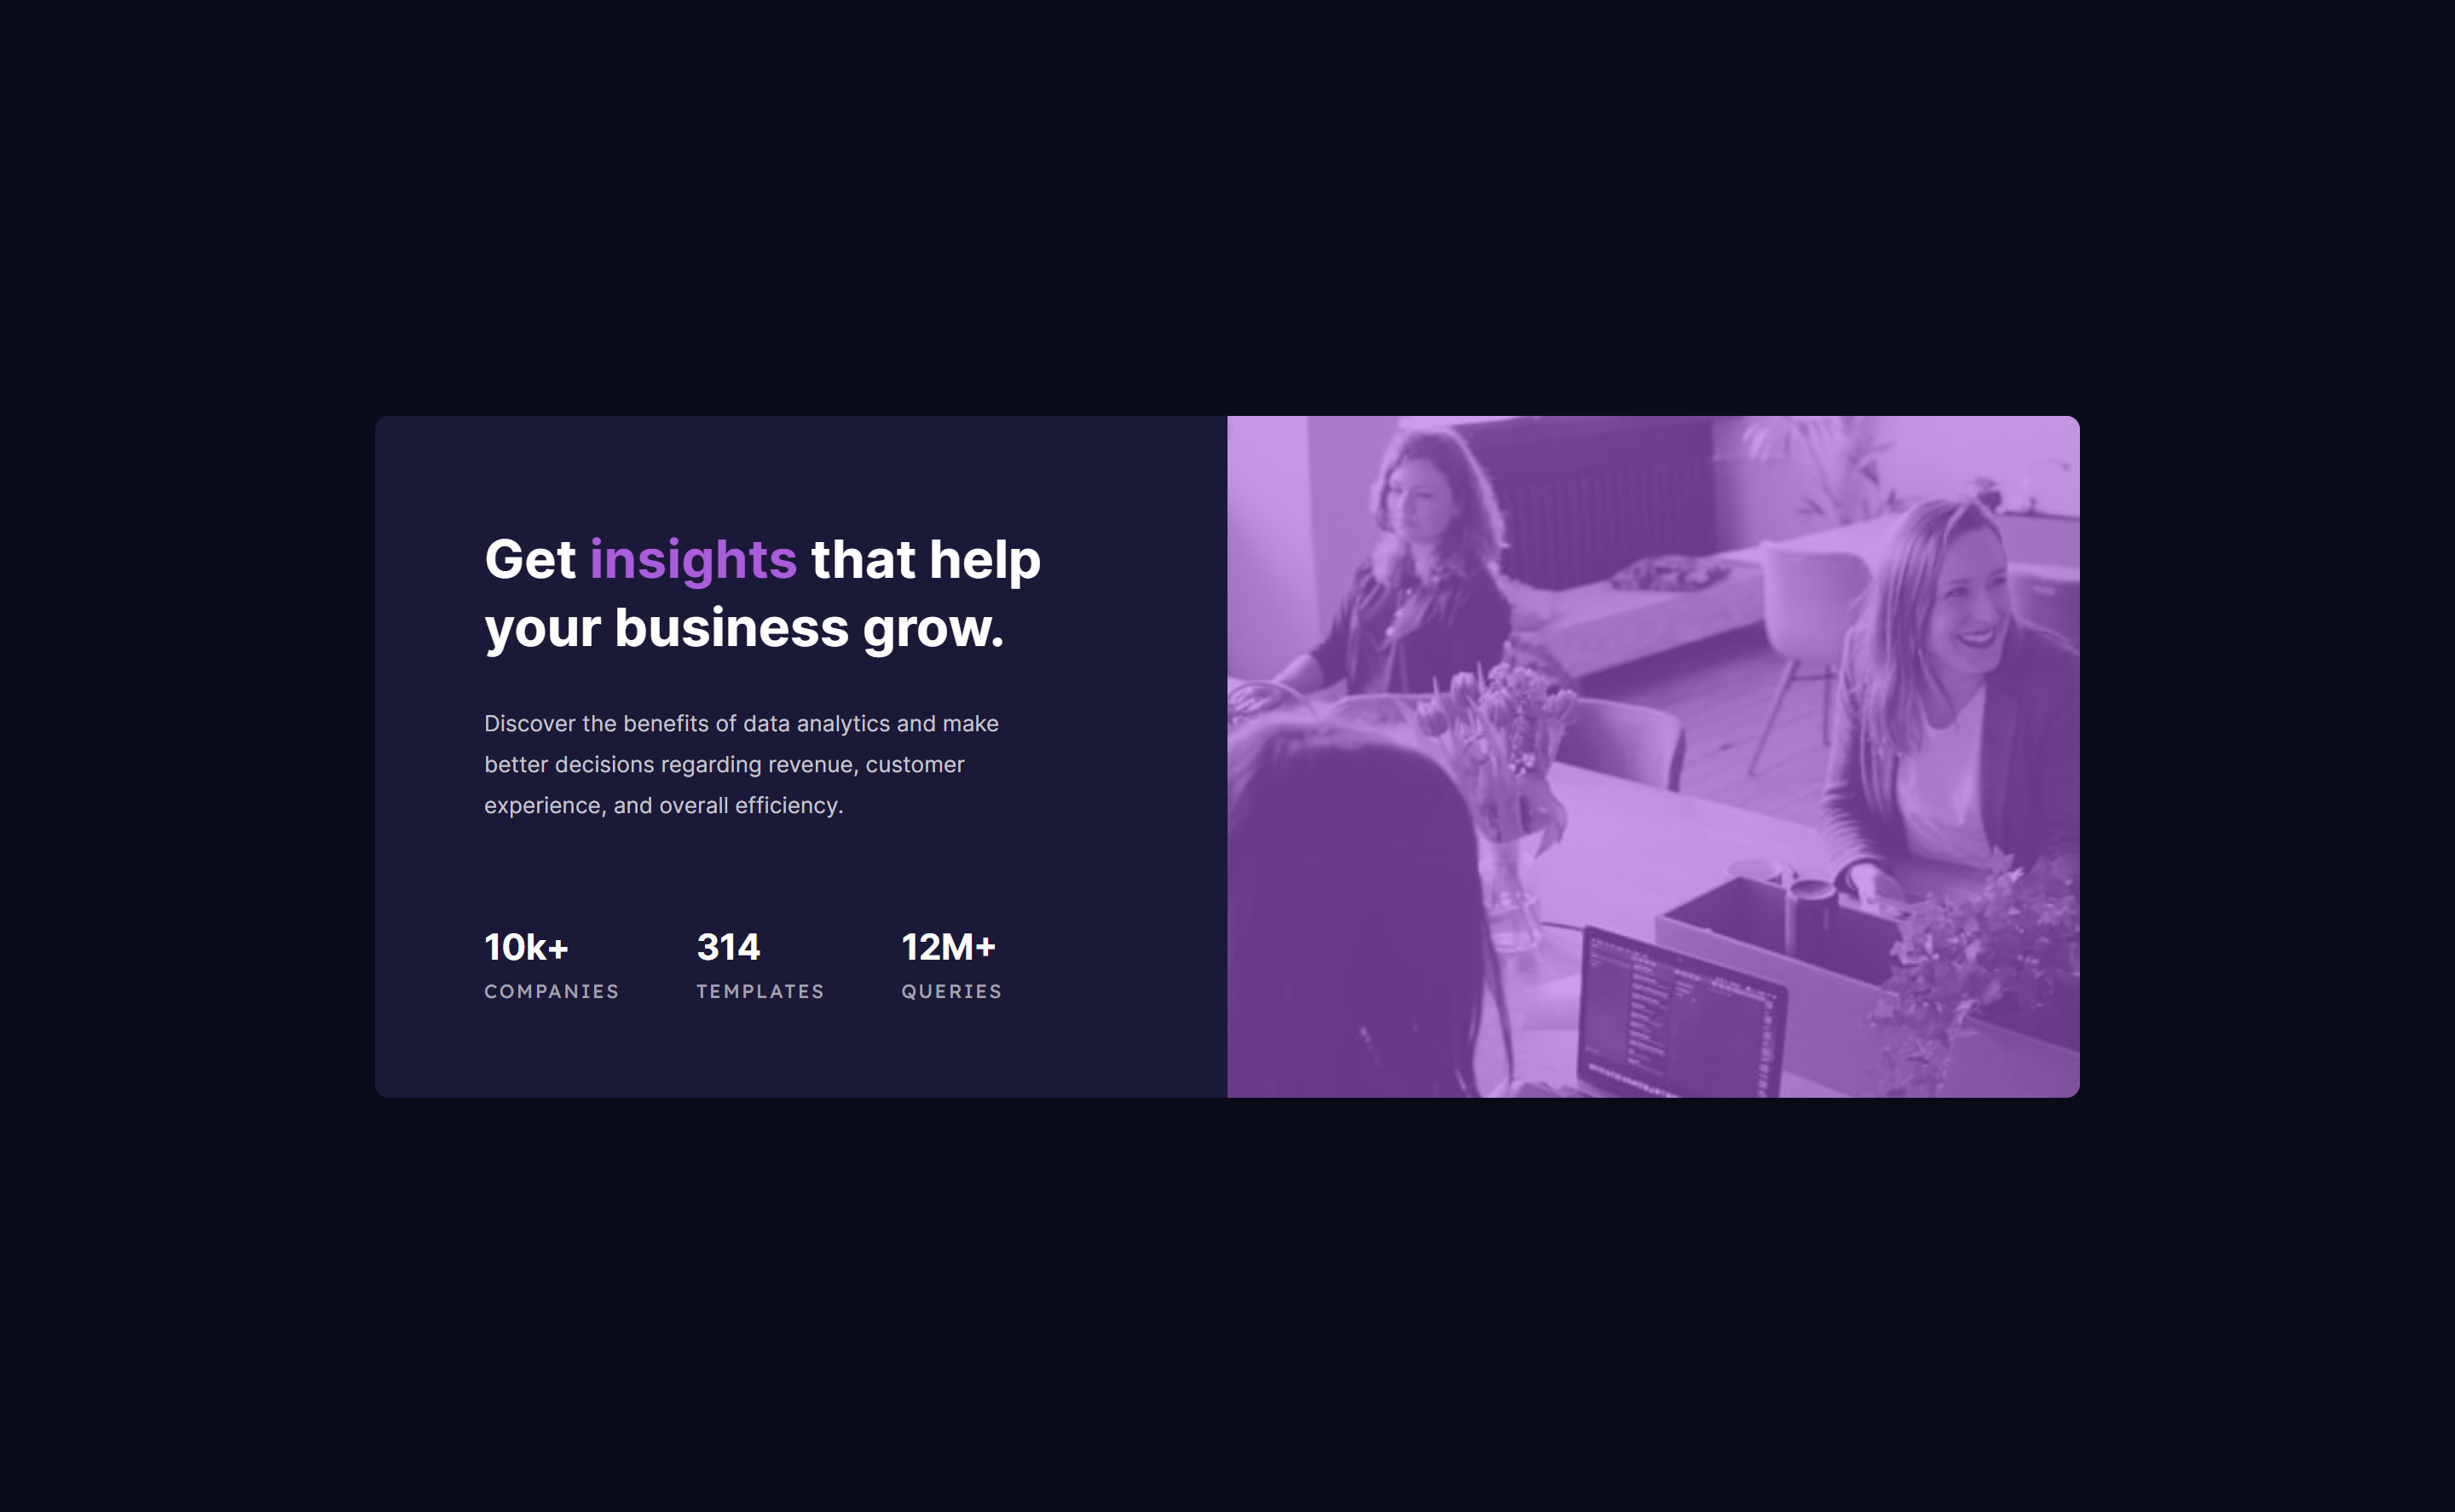 Get insights that help
your business grow.
Discover the benefits of data analytics and make
better decisions regarding revenue, customer
experience, and overall efficiency.
10k+ 314 12M+
COMPANIES TEMPLATES QUERIES